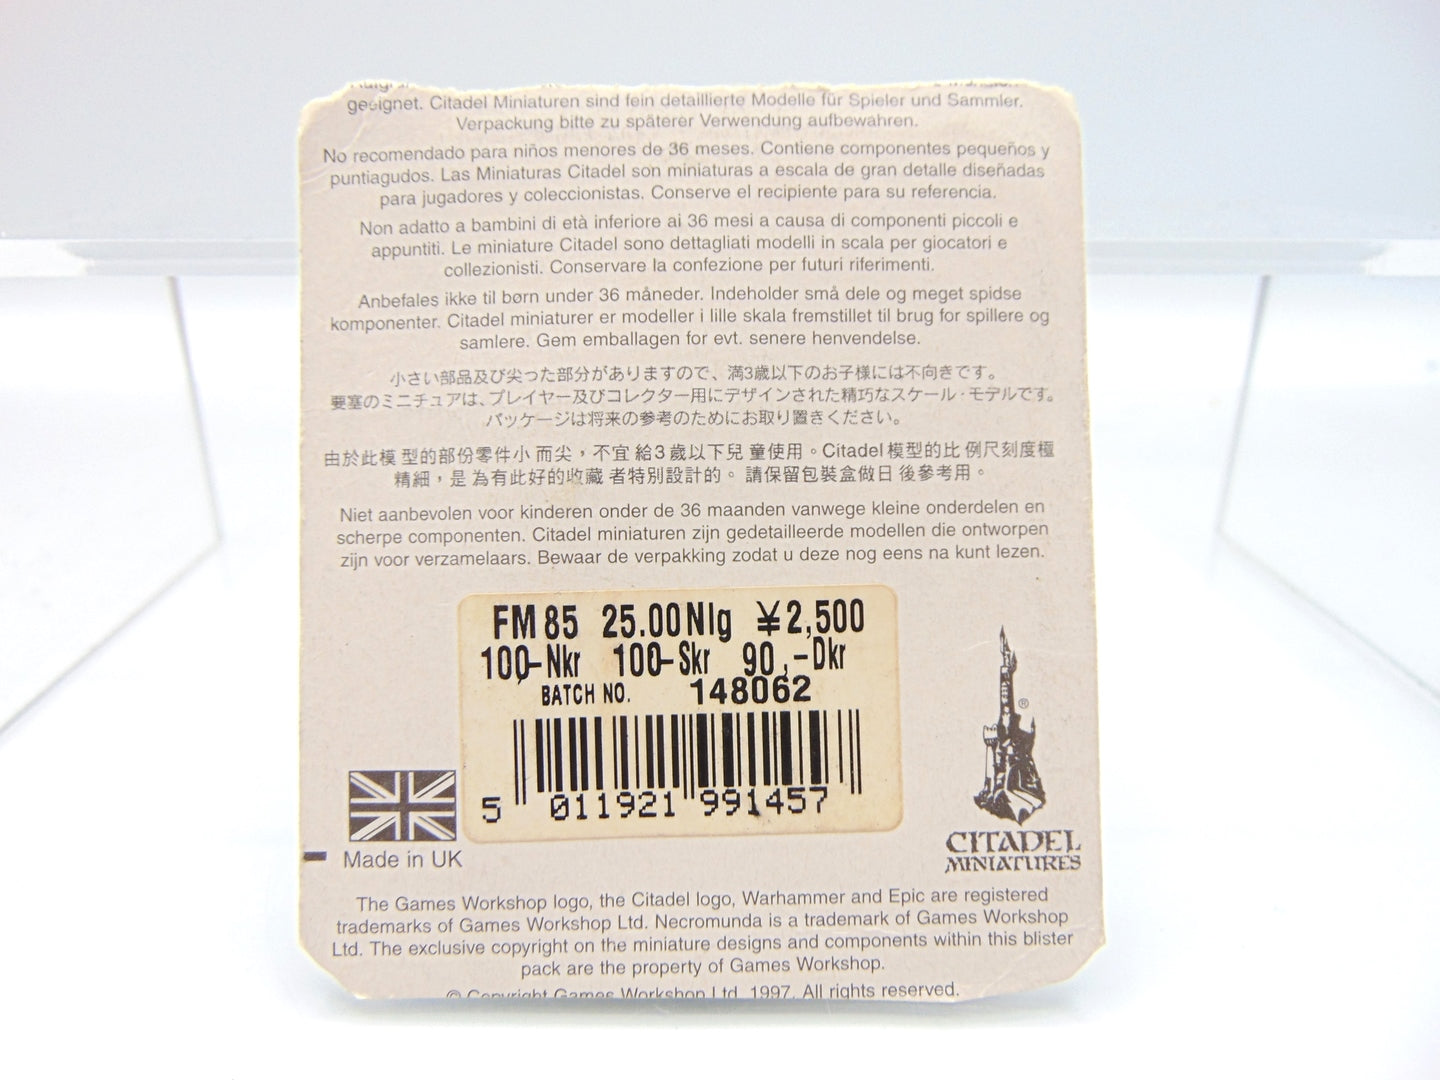 geeignet. Citadel Miniaturen sind fein detaillierte Modelle für Spieler und Sammler.
Verpackung bitte zu späterer Verwendung aufbewahren.
No recomendado para niños menores de 36 meses. Contiene componentes pequeños y
puntiagudos. Las Miniaturas Citadel son miniaturas a escala de gran detalle diseñadas
para jugadores y coleccionistas. Conserve el recipiente para su referencia.
Non adatto a bambini di età inferiore ai 36 mesi a causa di componenti piccoli e
appuntiti. Le miniature Citadel sono dettagliati modelli in scala per giocatori e
collezionisti. Conservare la confezione per futuri riferimenti.
Anbefales ikke til børn under 36 måneder. Indeholder små dele og meget spidse
komponenter. Citadel miniaturer er modeller i lille skala fremstillet til brug for spillere og
samlere. Gem emballagen for evt. senere henvendelse.
小さい部品及び尖った部分がありますので、満3歳以下のお子様には不向きです。
要塞のミニチュアは、プレイヤー及びコレクター用にデザインされた精巧なスケール・モデルです。
パッケージは将来の参考のためにお取り置きください。
由於此模型的部份零件小而尖，不宜給3歲以下兒童使用。Citadel模型的比例尺刻度極
精細，是為有此好的收藏者特別設計的。請保留包裝盒做日後參考用。
Niet aanbevolen voor kinderen onder de 36 maanden vanwege kleine onderdelen en
scherpe componenten. Citadel miniaturen zijn gedetailleerde modellen die ontworpen
zijn voor verzamelaars. Bewaar de verpakking zodat u deze nog eens na kunt lezen.
FM 85 25.00Nlg ¥2,500
100,-Nkr 100-Skr 90,-Dkr
BATCH NO. 148062
5 011921 991457
®
CITADEL
MINIATURES
Made in UK
The Games Workshop logo, the Citadel logo, Warhammer and Epic are registered
trademarks of Games Workshop Ltd. Necromunda is a trademark of Games Workshop
Ltd. The exclusive copyright on the miniature designs and components within this blister
pack are the property of Games Workshop.
© Copyright Games Workshop Ltd. 1997. All rights reserved.